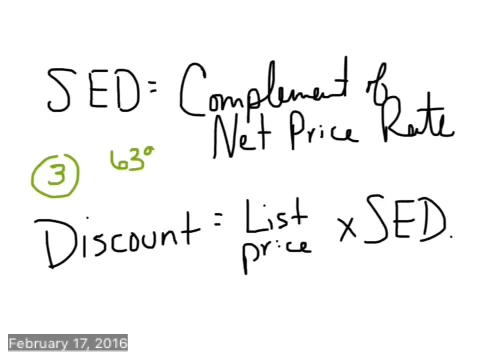 SED = Complement of
Net Price Rate
3 63°
Discount = List price x SED.
February 17, 2016